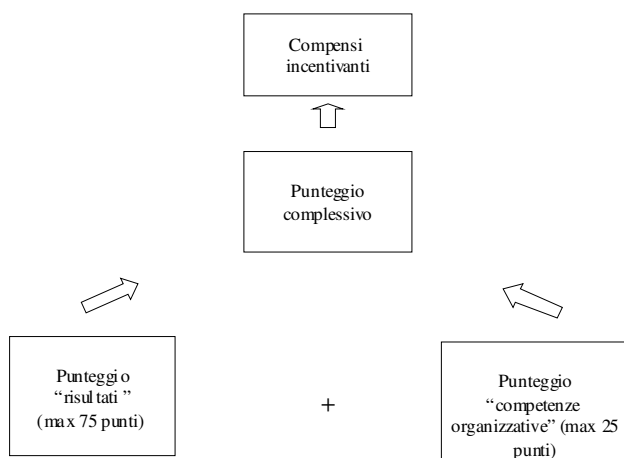 Compensi
incentivanti
Punteggio
complessivo
Punteggio
“risultati”
(max 75 punti)
+
Punteggio
“competenze
organizzative” (max 25
punti)